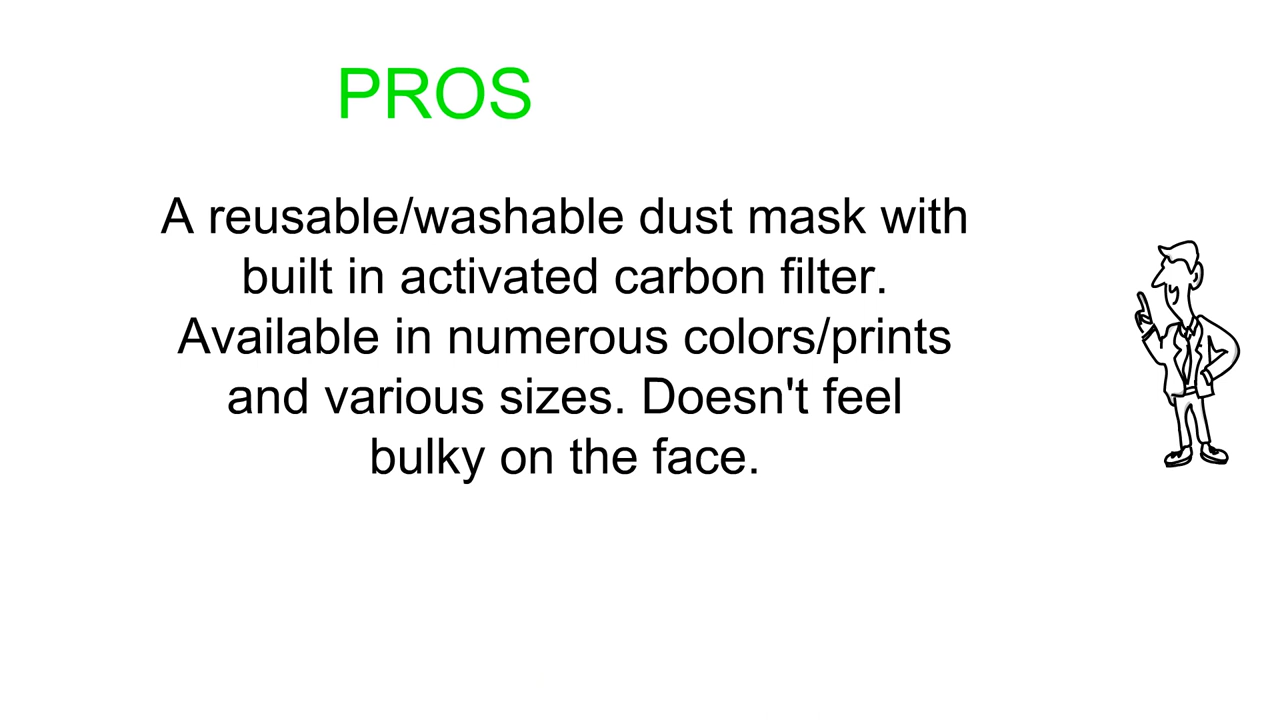 PROS
A reusable/washable dust mask with
built in activated carbon filter.
Available in numerous colors/prints
and various sizes. Doesn't feel
bulky on the face.